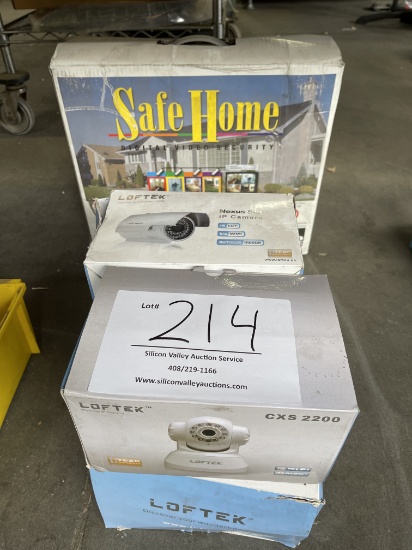 Safe Home
DIGITAL VIDEO SECURITY
LOFTEK
Nexus
IP Camera
Lot#
214
Silicon Valley Auction Service
408/219-1166
Www.siliconvalleyauctions.com
LOFTEK™
CXS 2200
LOFTEK
LOFTEK